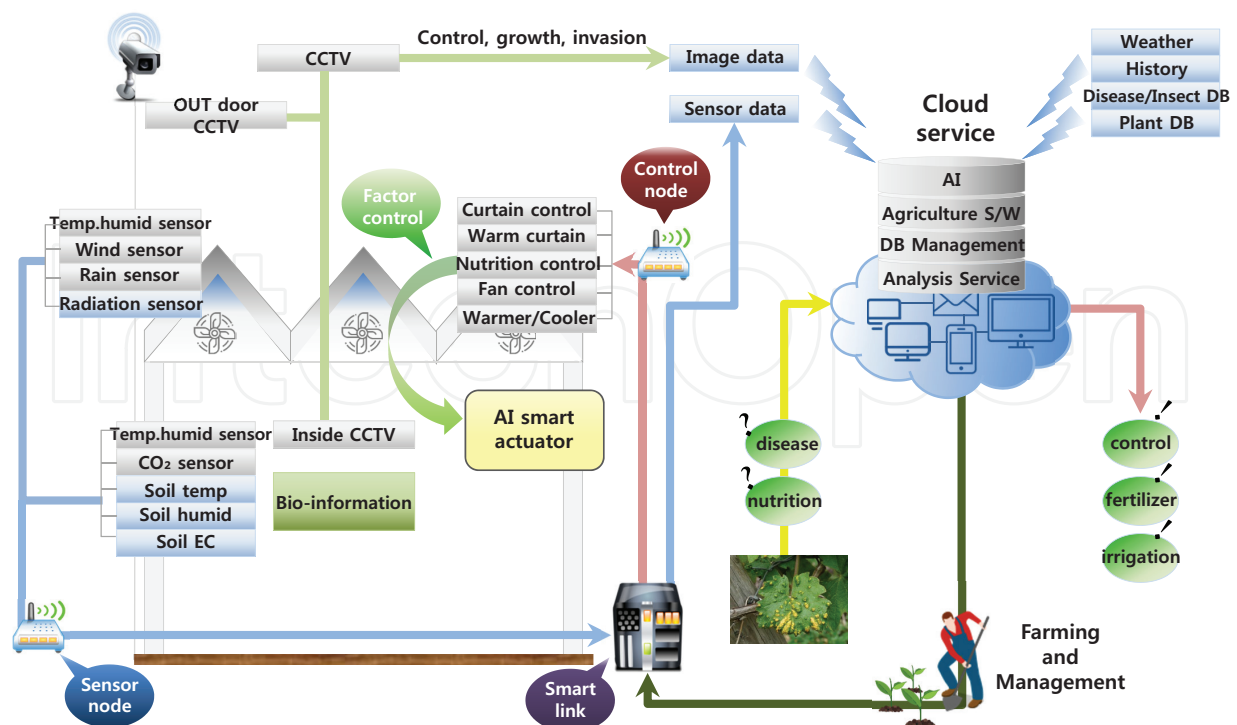 Control, growth, invasion
CCTV
OUT door
CCTV
Image data
Sensor data
Weather
History
Disease/Insect DB
Plant DB
Cloud
service
AI
Agriculture S/W
DB Management
Analysis Service
Control
node
Factor
control
Curtain control
Warm curtain
Nutrition control
Fan control
Warmer/Cooler
Temp.humid sensor
Wind sensor
Rain sensor
Radiation sensor
AI smart
actuator
Temp.humid sensor
CO₂ sensor
Soil temp
Soil humid
Soil EC
Inside CCTV
Bio-information
?
disease
?
nutrition
!
control
!
fertilizer
!
irrigation
Sensor
node
Smart
link
Farming
and
Management
IntechOpen